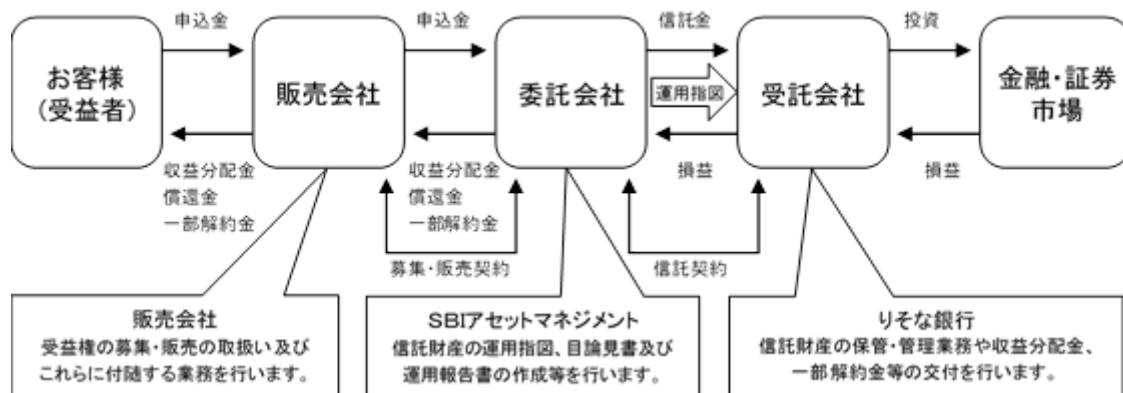 申込金
申込金
信託金
投資
お客様
(受益者)
販売会社
委託会社
運用指図
受託会社
金融・証券
市場
収益分配金
償還金
一部解約金
収益分配金
償還金
一部解約金
損益
損益
募集・販売契約
信託契約
販売会社
受益権の募集・販売の取扱い及び
これらに付随する業務を行います。
SBIアセットマネジメント
信託財産の運用指図、目論見書及び
運用報告書の作成等を行います。
りそな銀行
信託財産の保管・管理業務や収益分配金、
一部解約金等の交付を行います。